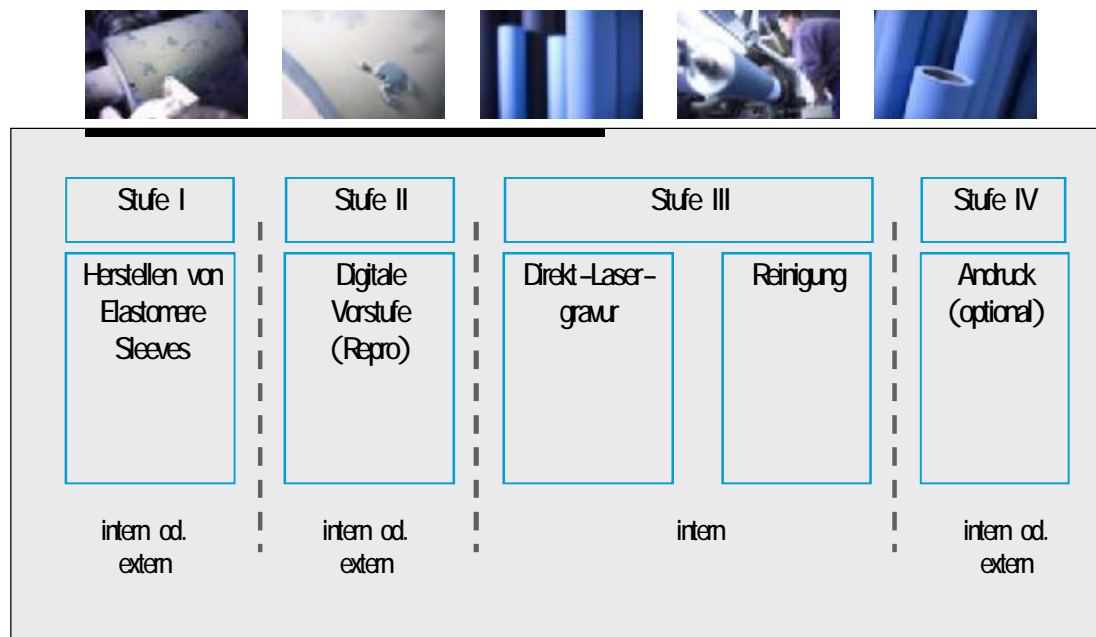 Stufe I
Stufe II
Stufe III
Stufe IV
Herstellen von
Elastomere
Sleeves
Digitale
Vorstufe
(Repro)
Direkt-Laser-
gravur
Reinigung
Andruck
(optional)
intern od.
extern
intern od.
extern
intern
intern od.
extern